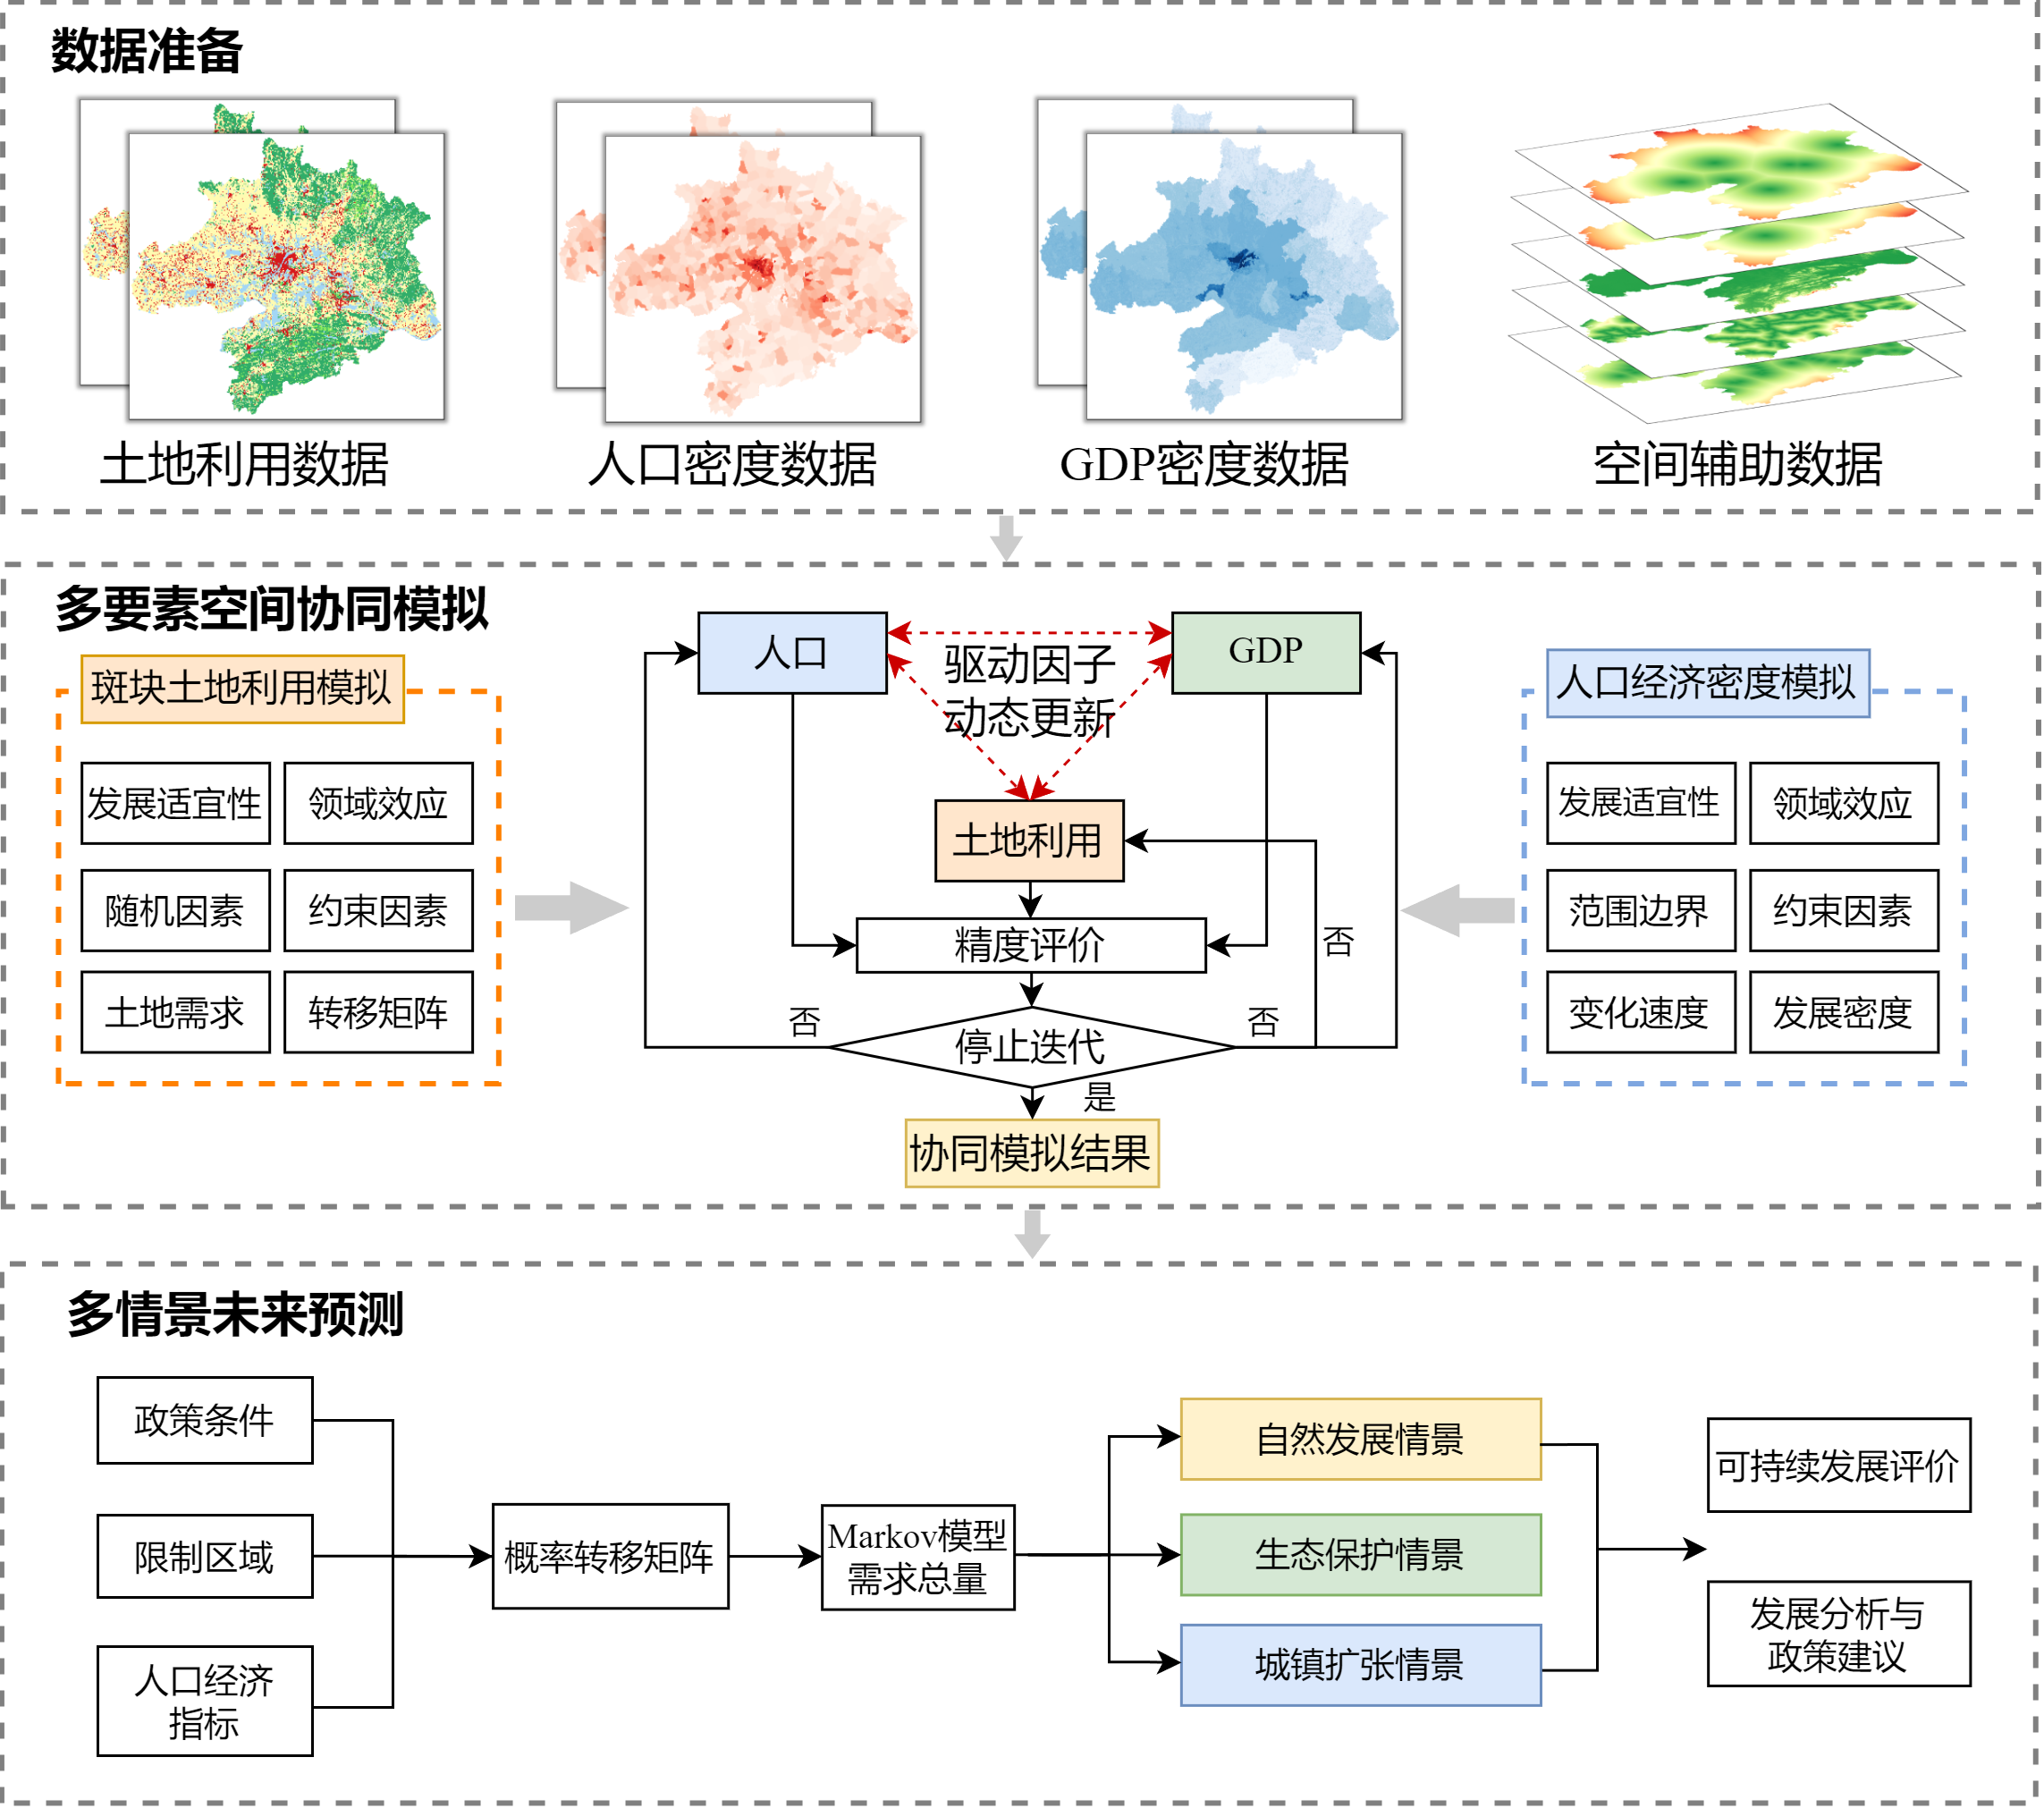 数据准备
土地利用数据
人口密度数据
GDP密度数据
空间辅助数据
多要素空间协同模拟
斑块土地利用模拟
发展适宜性
领域效应
随机因素
约束因素
土地需求
转移矩阵
人口
驱动因子
动态更新
GDP
土地利用
精度评价
否
停止迭代
否
否
是
协同模拟结果
人口经济密度模拟
发展适宜性
领域效应
范围边界
约束因素
变化速度
发展密度
多情景未来预测
政策条件
限制区域
人口经济
指标
概率转移矩阵
Markov模型
需求总量
自然发展情景
生态保护情景
城镇扩张情景
可持续发展评价
发展分析与
政策建议